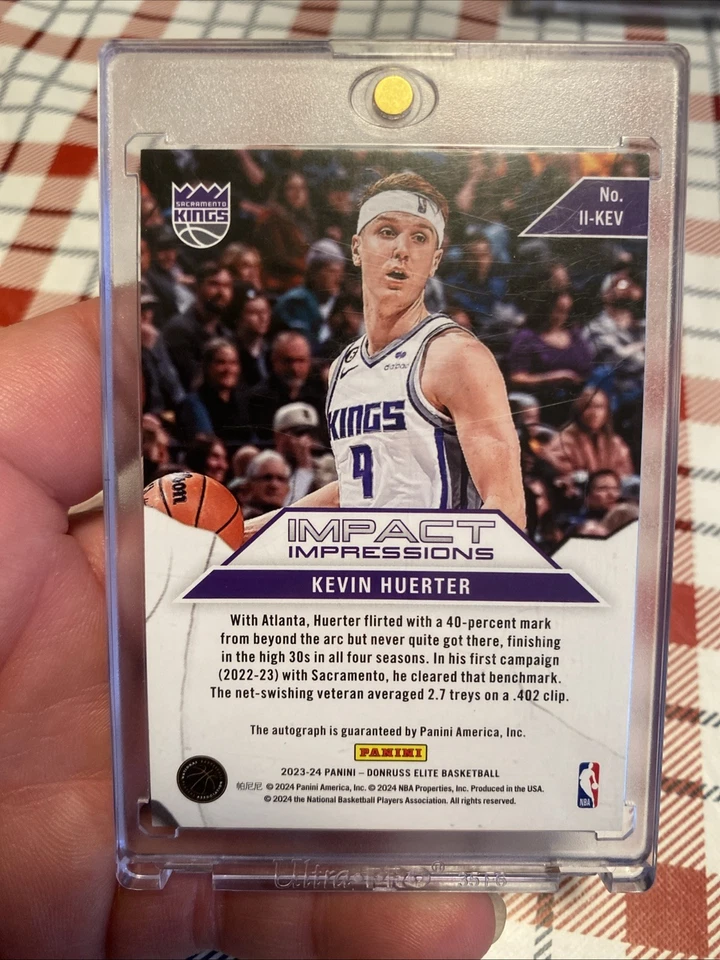 SACRAMENTO
KINGS
No.
II-KEV
KINGS
4
IMPACT
IMPRESSIONS
KEVIN HUERTER
With Atlanta, Huerter flirted with a 40-percent mark
from beyond the arc but never quite got there, finishing
in the high 30s in all four seasons. In his first campaign
(2022-23) with Sacramento, he cleared that benchmark.
The net-swishing veteran averaged 2.7 treys on a .402 clip.
The autograph is guaranteed by Panini America, Inc.
PANINI
2023-24 PANINI – DONRUSS ELITE BASKETBALL
帕尼尼 © 2024 Panini America, Inc. © 2024 NBA Properties, Inc. Produced in the USA.
© 2024 the National Basketball Players Association. All rights reserved.
NBA
Ultra PRO®